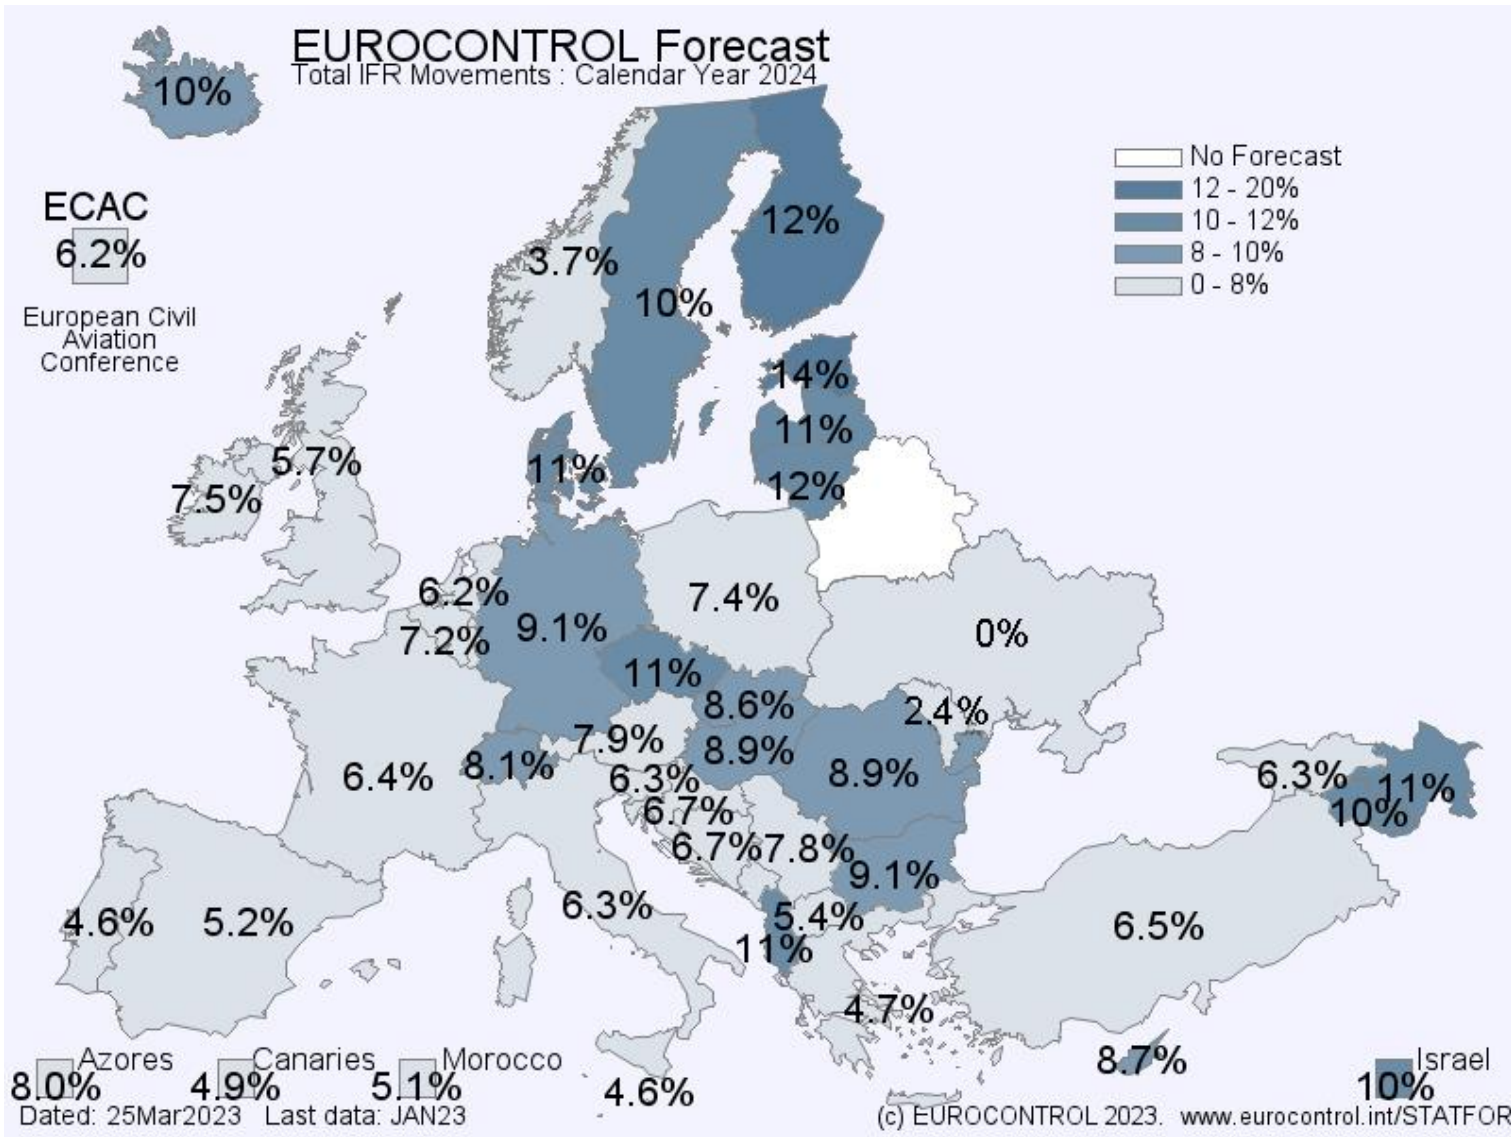 EUROCONTROL Forecast
Total IFR Movements : Calendar Year 2024
10%
No Forecast
12 - 20%
10 - 12%
8 - 10%
0 - 8%
ECAC
6.2%
European Civil
Aviation
Conference
12%
3.7%
10%
14%
11%
12%
11%
5.7%
7.5%
6.2%
7.2%
9.1%
7.4%
0%
11%
8.6%
2.4%
7.9%
8.9%
8.1%
6.4%
8.9%
6.3%
6.3%
11%
10%
6.7%
6.7%
7.8%
9.1%
4.6%
5.2%
6.3%
5.4%
11%
6.5%
4.7%
8.7%
4.6%
Azores
8.0%
Canaries
4.9%
Morocco
5.1%
Israel
10%
Dated: 25Mar2023 Last data: JAN23
(c) EUROCONTROL 2023. www.eurocontrol.int/STATFOR